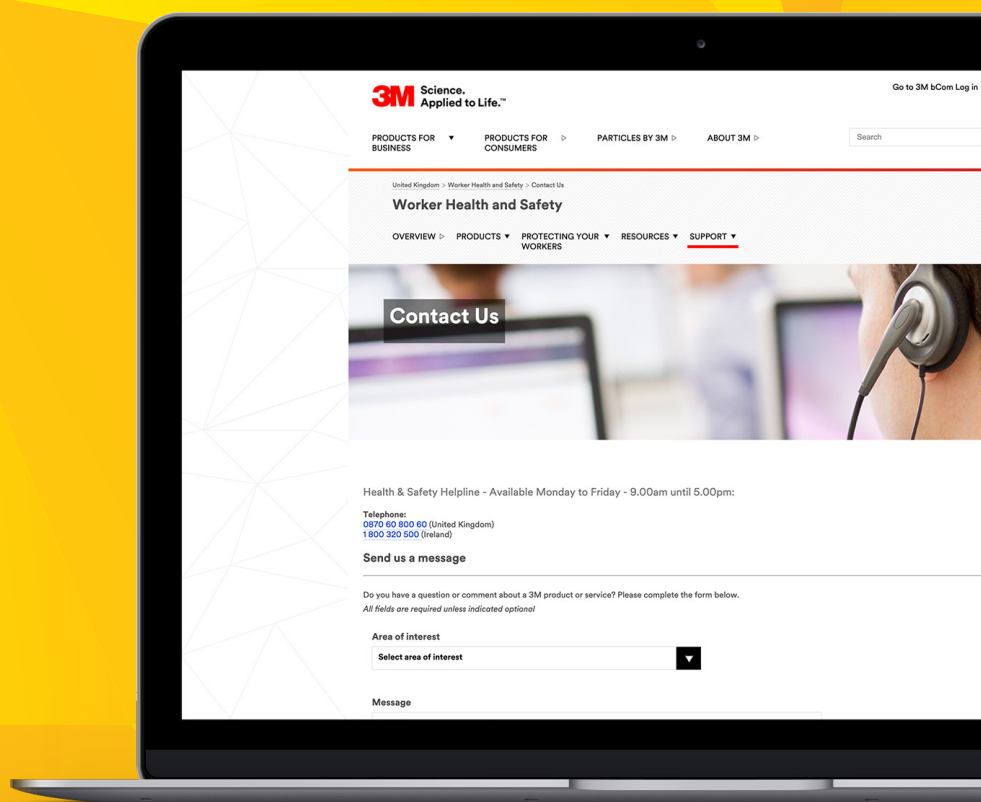 3M Science.
Applied to Life.™
Go to 3M bCom Log in
PRODUCTS FOR BUSINESS ▼
PRODUCTS FOR CONSUMERS ▷
PARTICLES BY 3M ▷
ABOUT 3M ▷
Search
United Kingdom > Worker Health and Safety > Contact Us
Worker Health and Safety
OVERVIEW ▷
PRODUCTS ▼
PROTECTING YOUR WORKERS ▼
RESOURCES ▼
SUPPORT ▼
Contact Us
Health & Safety Helpline - Available Monday to Friday - 9.00am until 5.00pm:
Telephone:
0870 60 800 60 (United Kingdom)
1 800 320 500 (Ireland)
Send us a message
Do you have a question or comment about a 3M product or service? Please complete the form below.
All fields are required unless indicated optional
Area of interest
Select area of interest
Message